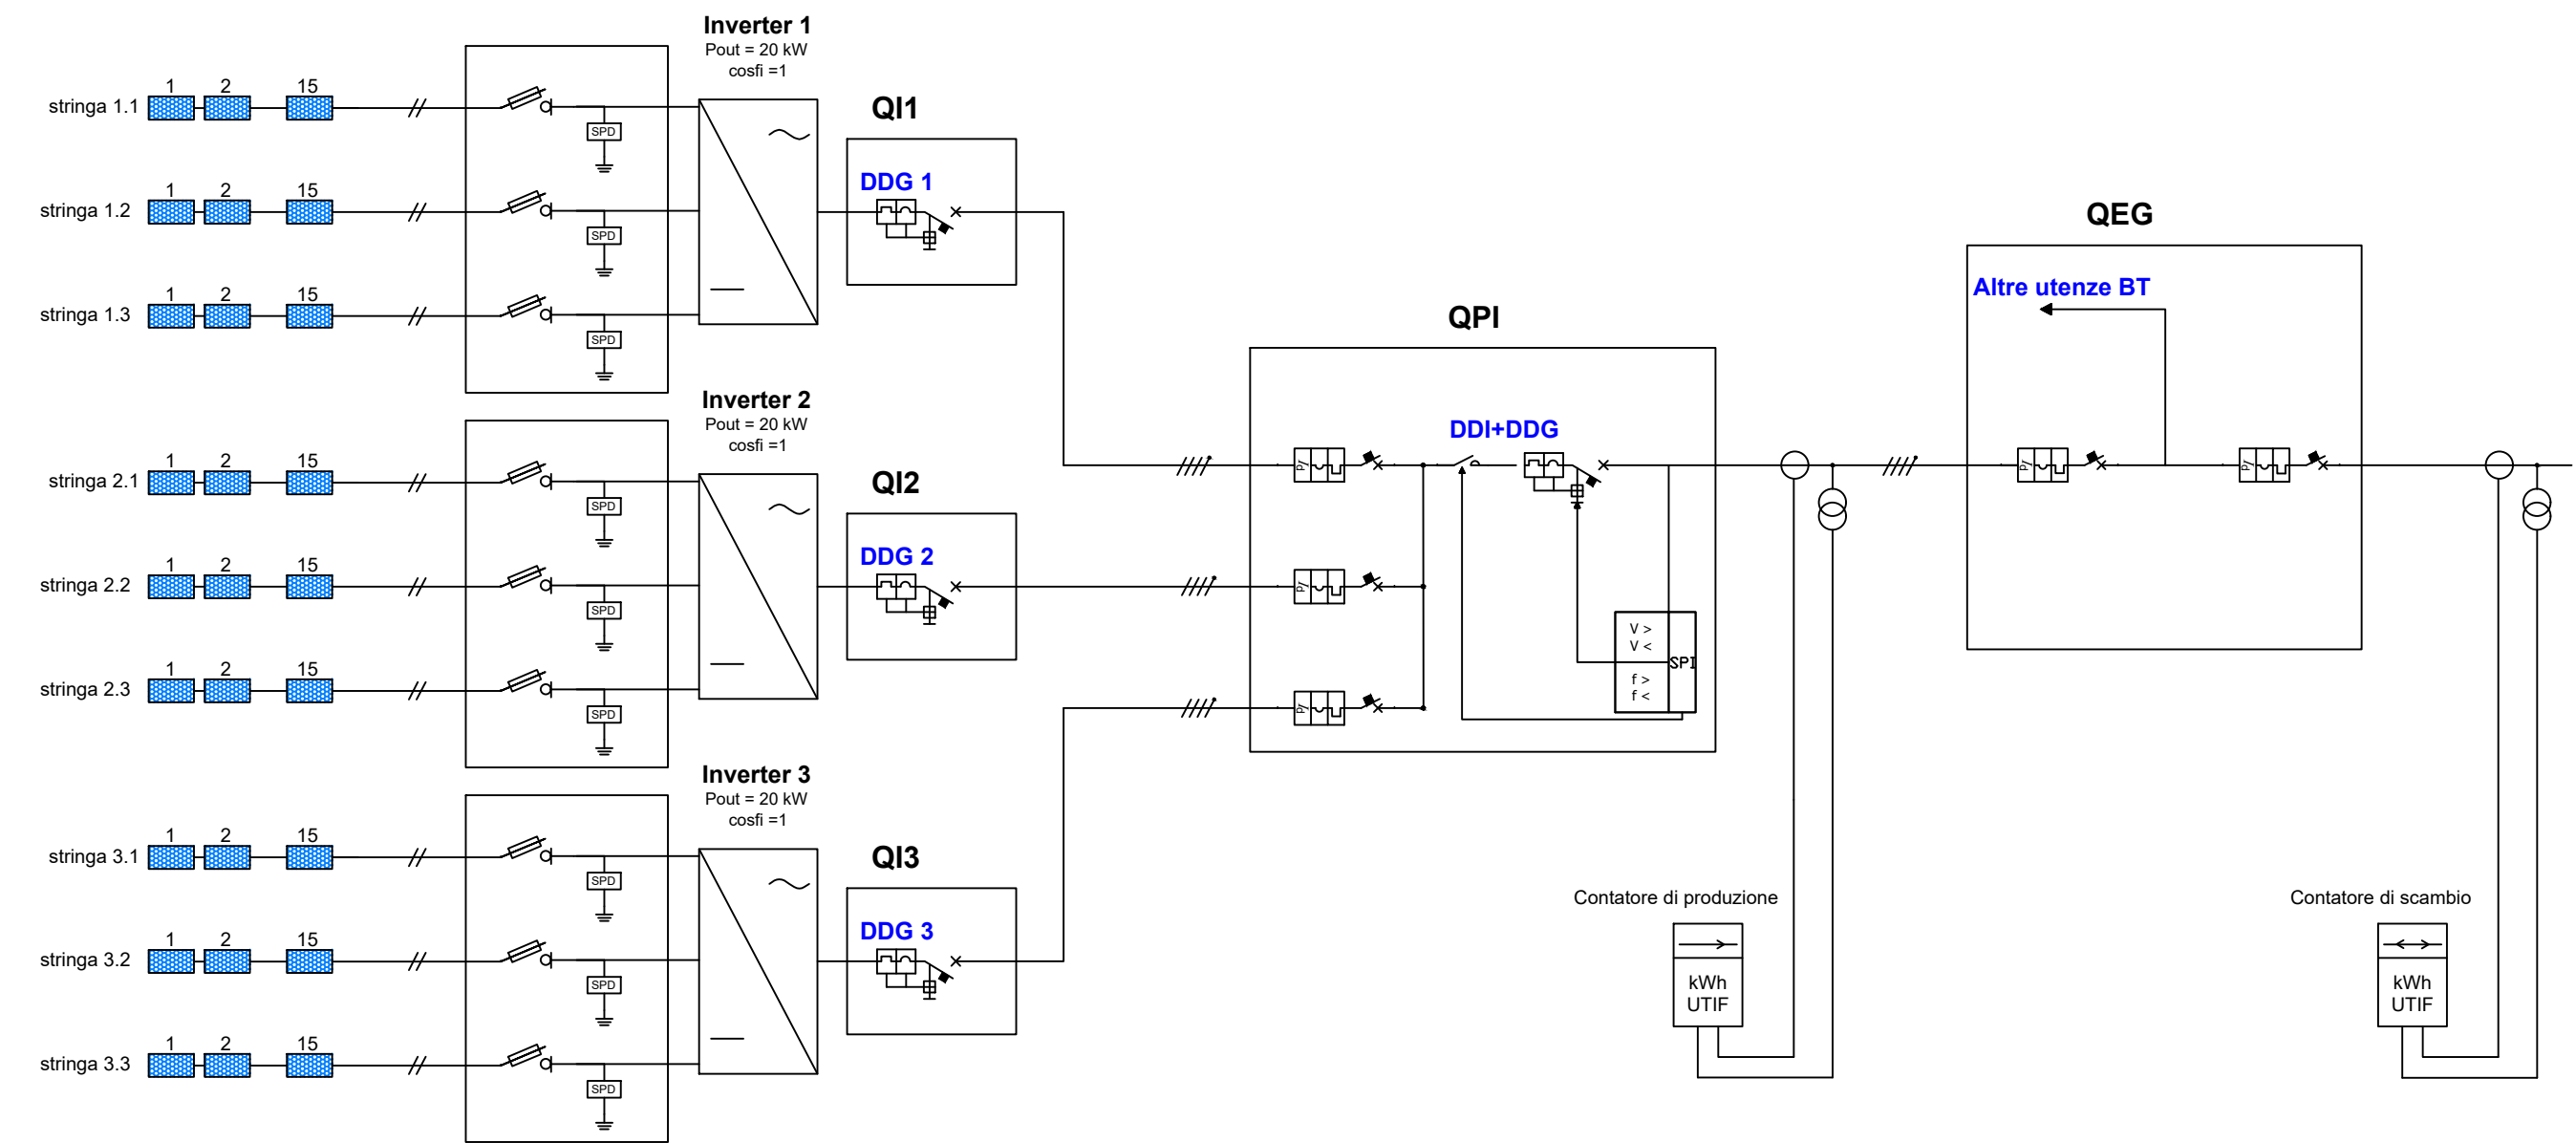 Inverter 1
Pout = 20 kW
cosfi =1
1 2 15
stringa 1.1
SPD
1 2 15
stringa 1.2
SPD
1 2 15
stringa 1.3
SPD
QI1
DDG 1
Inverter 2
Pout = 20 kW
cosfi =1
1 2 15
stringa 2.1
SPD
1 2 15
stringa 2.2
SPD
1 2 15
stringa 2.3
SPD
QI2
DDG 2
Inverter 3
Pout = 20 kW
cosfi =1
1 2 15
stringa 3.1
SPD
1 2 15
stringa 3.2
SPD
1 2 15
stringa 3.3
SPD
QI3
DDG 3
QPI
DDI+DDG
V >
V <
SPI
f >
f <
QEG
Altre utenze BT
Contatore di produzione
kWh
UTIF
Contatore di scambio
kWh
UTIF